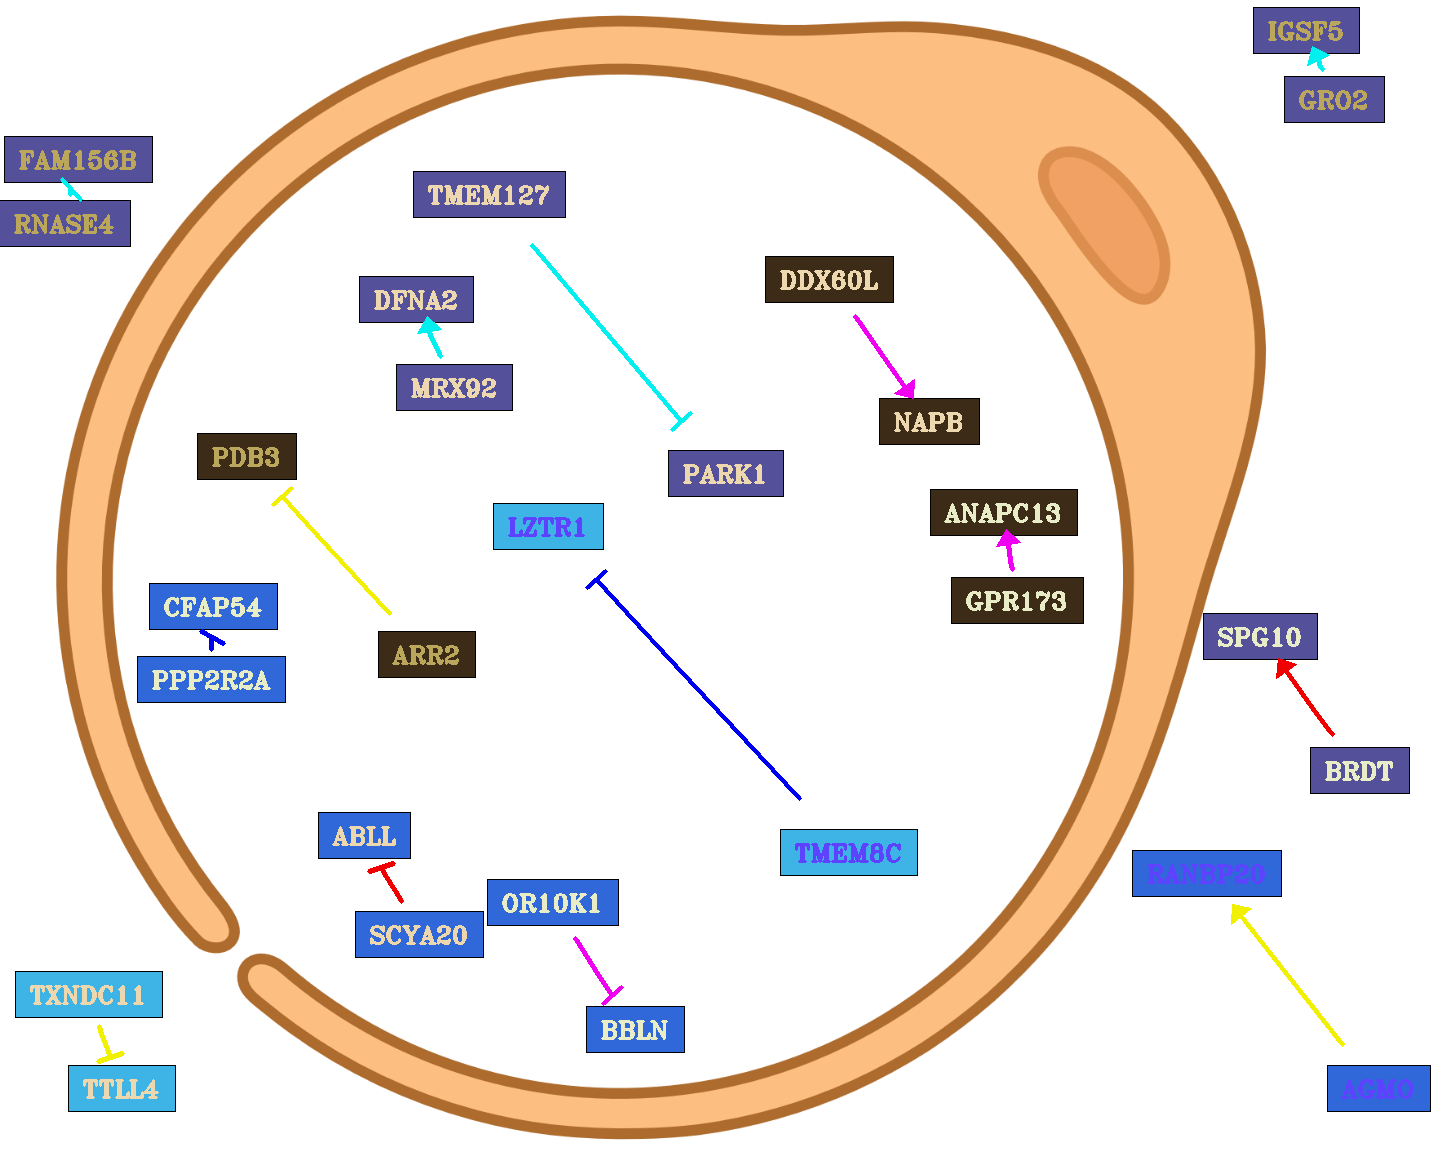 IGSF5
GRO2
FAM156B
RNASE4
TMEM127
DFNA2
DDX60L
MRX92
NAPB
PDB3
PARK1
LZTR1
ANAPC13
CFAP54
GPR173
SPG10
ARR2
PPP2R2A
BRDT
ABLL
TMEM8C
RANBP20
OR10K1
SCYA20
TXNDC11
BBLN
TTLL4
AGMO